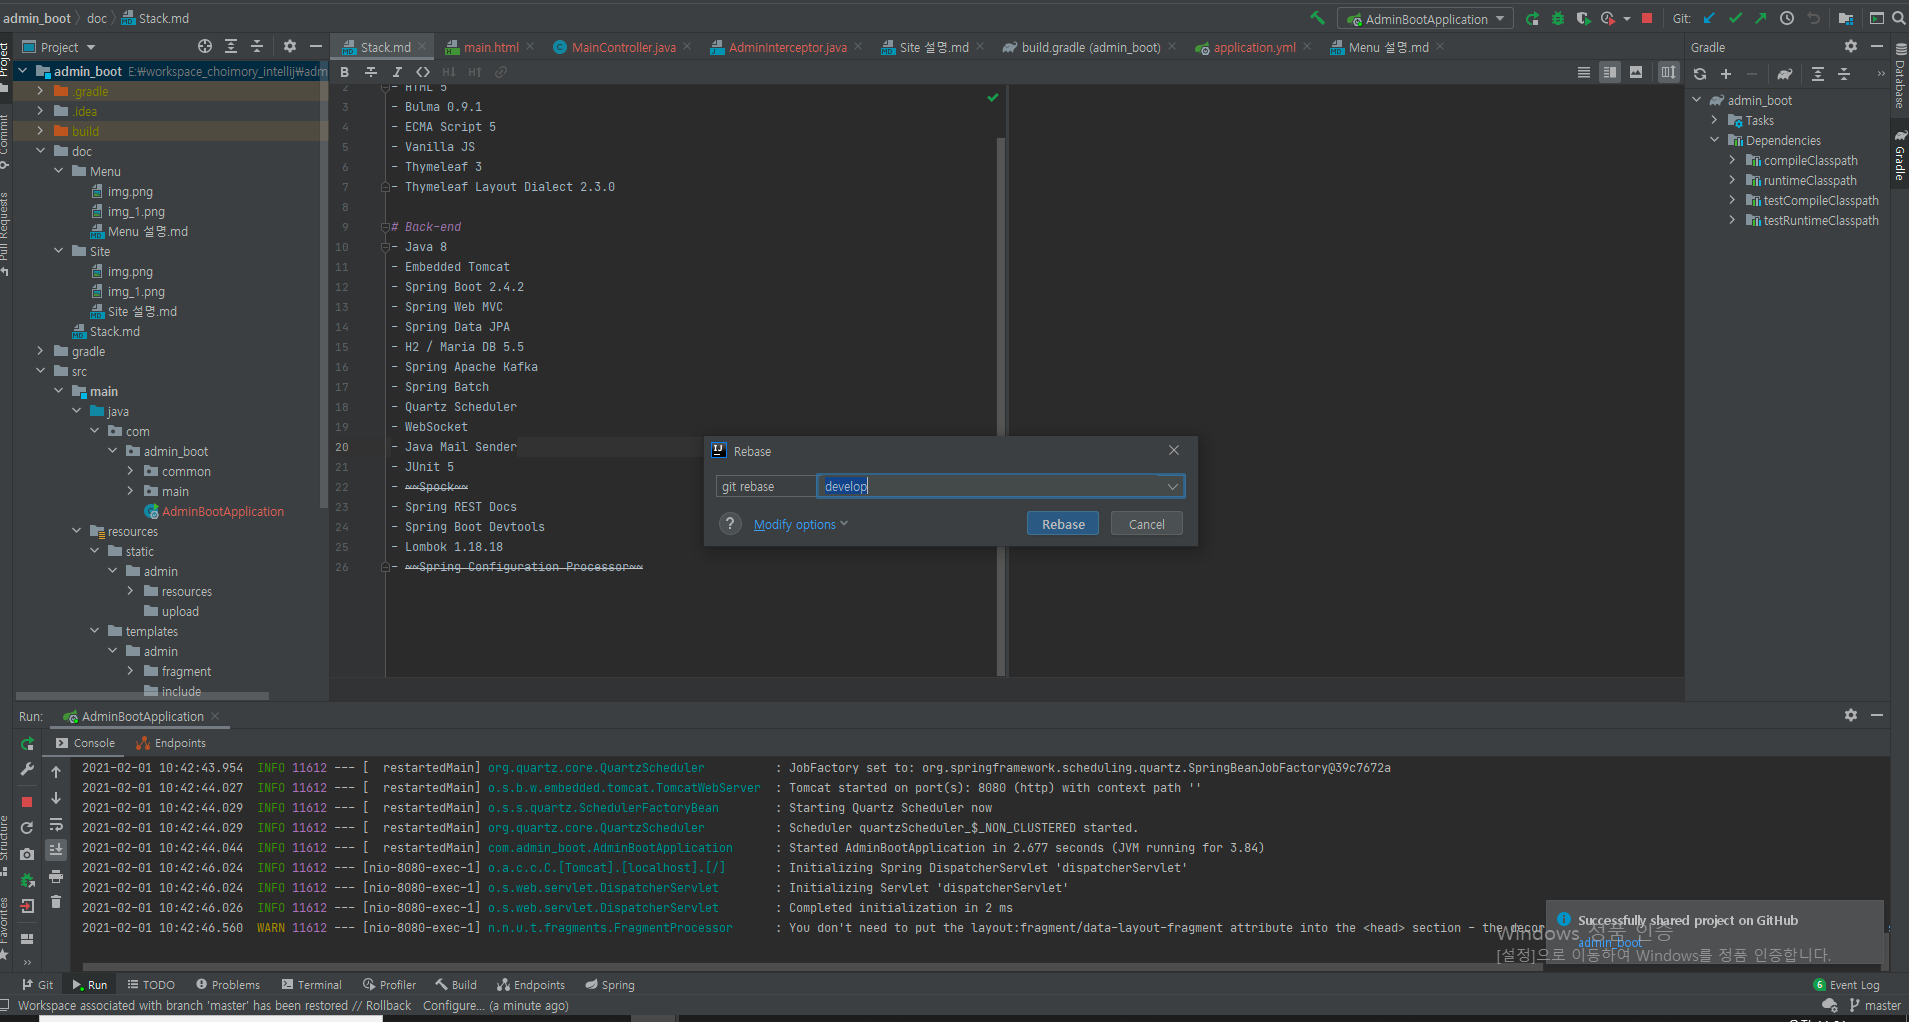 admin_boot doc Stack.md
AdminBootApplication Git:
Project
Stack.md main.html MainController.java AdminInterceptor.java Site 설명.md build.gradle (admin_boot) application.yml Menu 설명.md
Gradle
admin_boot E:₩workspace_choimory_intellij₩adm
.gradle
.idea
build
doc
Menu
img.png
img_1.png
Menu 설명.md
Site
img.png
img_1.png
Site 설명.md
Stack.md
gradle
src
main
java
com
admin_boot
common
main
AdminBootApplication
resources
static
admin
resources
upload
templates
admin
fragment
include
Project
Commit
Pull Requests
Structure
Favorites
2 - HTML 5
3 - Bulma 0.9.1
4 - ECMA Script 5
5 - Vanilla JS
6 - Thymeleaf 3
7 - Thymeleaf Layout Dialect 2.3.0
8
9 # Back-end
10 - Java 8
11 - Embedded Tomcat
12 - Spring Boot 2.4.2
13 - Spring Web MVC
14 - Spring Data JPA
15 - H2 / Maria DB 5.5
16 - Spring Apache Kafka
17 - Spring Batch
18 - Quartz Scheduler
19 - WebSocket
20 - Java Mail Sender
21 - JUnit 5
22 - ~~Spock~~
23 - Spring REST Docs
24 - Spring Boot Devtools
25 - Lombok 1.18.18
26 - ~~Spring Configuration Processor~~
Rebase
git rebase develop
? Modify options Rebase Cancel
admin_boot
Tasks
Dependencies
compileClasspath
runtimeClasspath
testCompileClasspath
testRuntimeClasspath
Database
Gradle
Run: AdminBootApplication
Console Endpoints
2021-02-01 10:42:43.954 INFO 11612 --- [ restartedMain] org.quartz.core.QuartzScheduler : JobFactory set to: org.springframework.scheduling.quartz.SpringBeanJobFactory@39c7672a
2021-02-01 10:42:44.027 INFO 11612 --- [ restartedMain] o.s.b.w.embedded.tomcat.TomcatWebServer : Tomcat started on port(s): 8080 (http) with context path ''
2021-02-01 10:42:44.029 INFO 11612 --- [ restartedMain] o.s.s.quartz.SchedulerFactoryBean : Starting Quartz Scheduler now
2021-02-01 10:42:44.029 INFO 11612 --- [ restartedMain] org.quartz.core.QuartzScheduler : Scheduler quartzScheduler_$_NON_CLUSTERED started.
2021-02-01 10:42:44.044 INFO 11612 --- [ restartedMain] com.admin_boot.AdminBootApplication : Started AdminBootApplication in 2.677 seconds (JVM running for 3.84)
2021-02-01 10:42:46.024 INFO 11612 --- [nio-8080-exec-1] o.a.c.c.C.[Tomcat].[localhost].[/] : Initializing Spring DispatcherServlet 'dispatcherServlet'
2021-02-01 10:42:46.024 INFO 11612 --- [nio-8080-exec-1] o.s.web.servlet.DispatcherServlet : Initializing Servlet 'dispatcherServlet'
2021-02-01 10:42:46.026 INFO 11612 --- [nio-8080-exec-1] o.s.web.servlet.DispatcherServlet : Completed initialization in 2 ms
2021-02-01 10:42:46.560 WARN 11612 --- [nio-8080-exec-1] n.n.u.t.fragments.FragmentProcessor : You don't need to put the layout:fragment/data-layout-fragment attribute into the <head> section - the decor
Successfully shared project on GitHub
admin_boot
Windows 정품 인증
[설정]으로 이동하여 Windows를 정품 인증합니다.
Git Run TODO Problems Terminal Profiler Build Endpoints Spring 6 Event Log
Workspace associated with branch 'master' has been restored // Rollback Configure... (a minute ago) master